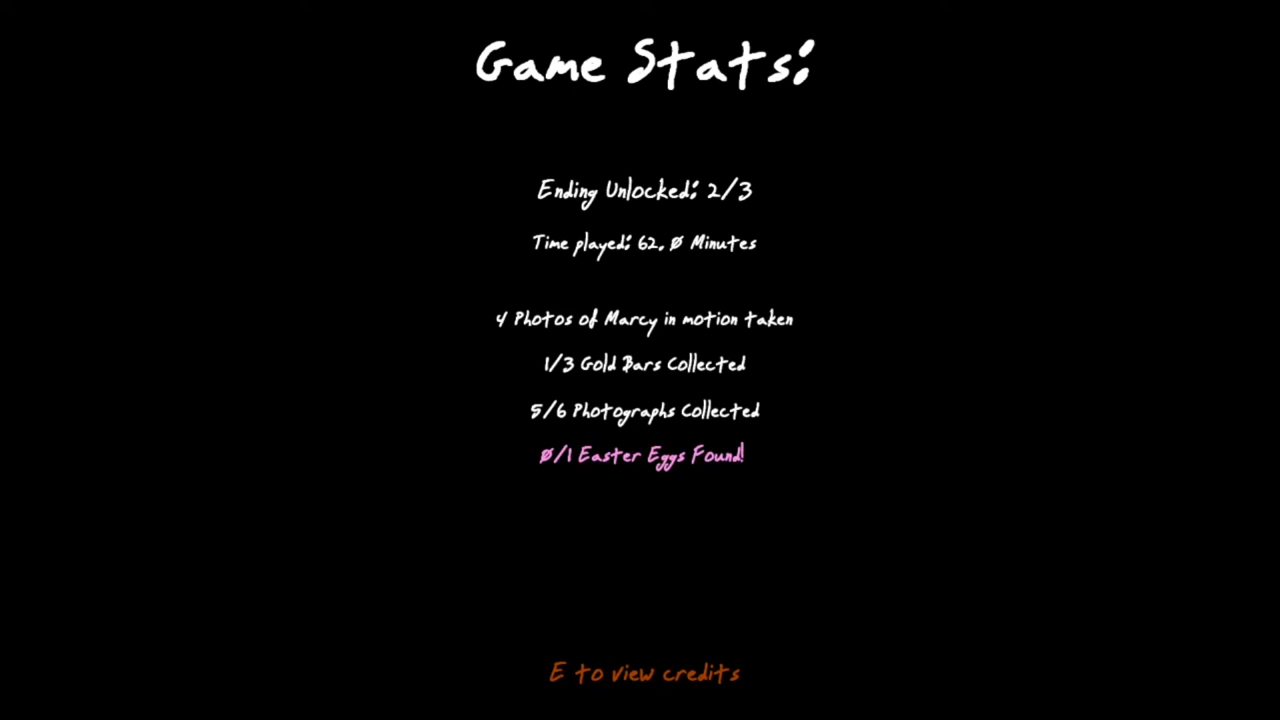 Game Stats:
Ending Unlocked: 2/3
Time played: 62.0 Minutes
4 Photos of Marcy in motion taken
1/3 Gold Bars Collected
5/6 Photographs Collected
0/1 Easter Eggs Found!
E to view credits